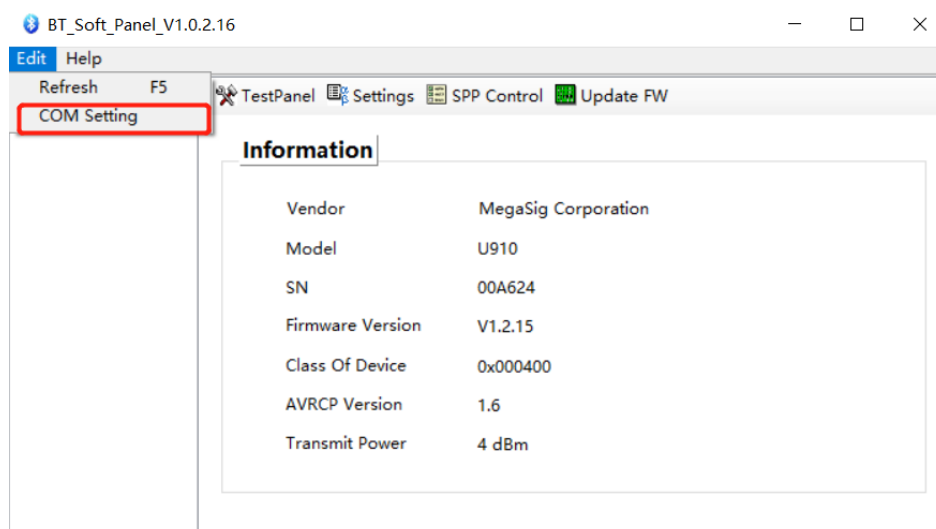 BT_Soft_Panel_V1.0.2.16
Edit Help
Refresh F5
COM Setting
TestPanel Settings SPP Control Update FW
Information
Vendor MegaSig Corporation
Model U910
SN 00A624
Firmware Version V1.2.15
Class Of Device 0x000400
AVRCP Version 1.6
Transmit Power 4 dBm